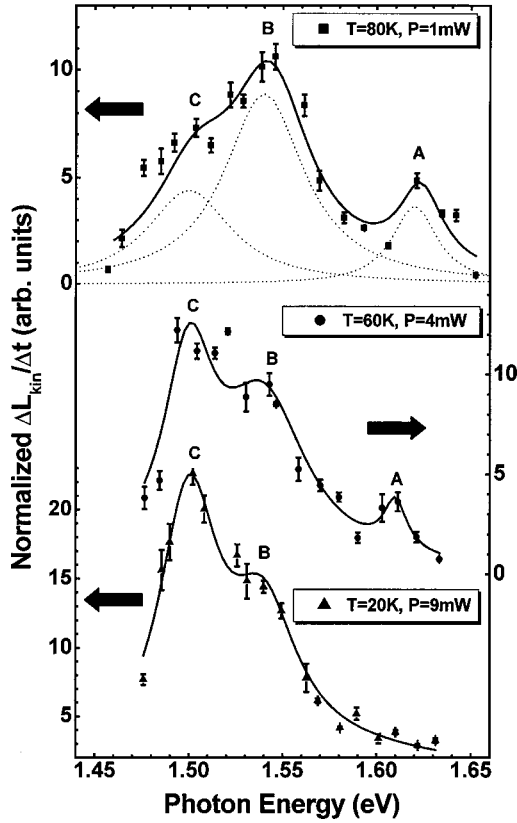 T=80K, P=1mW
B
C
A
10
5
0
T=60K, P=4mW
C
B
A
10
5
0
T=20K, P=9mW
C
B
20
15
10
5
1.45
1.50
1.55
1.60
1.65
Normalized ΔL_kin/Δt (arb. units)
Photon Energy (eV)